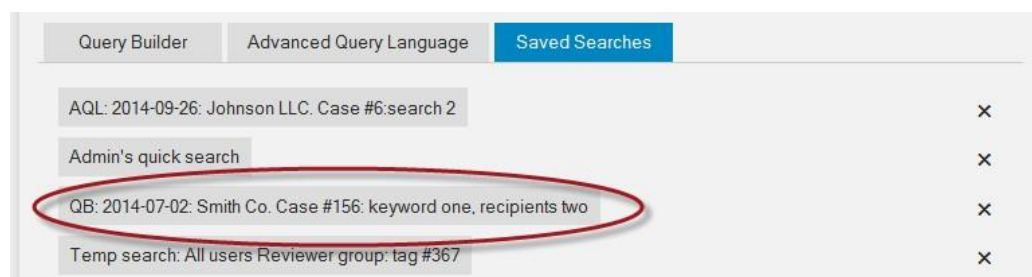 Query Builder Advanced Query Language Saved Searches
AQL: 2014-09-26: Johnson LLC. Case #6:search 2 ×
Admin's quick search ×
QB: 2014-07-02: Smith Co. Case #156: keyword one, recipients two ×
Temp search: All users Reviewer group: tag #367 ×